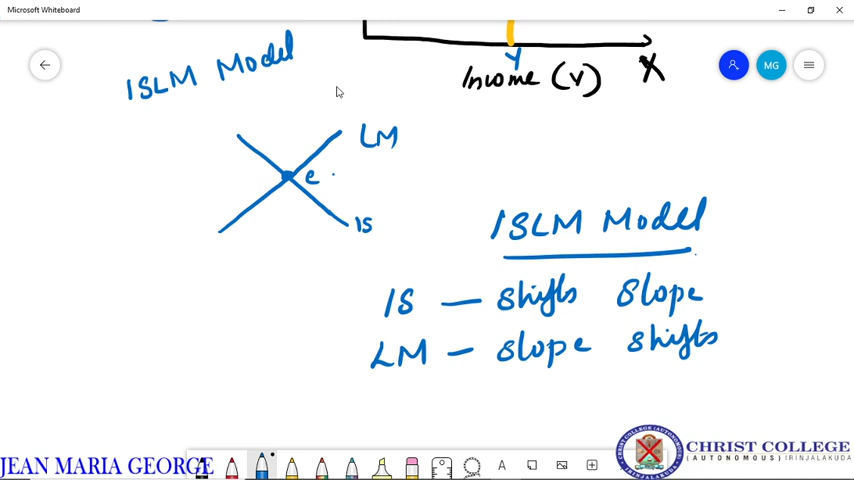 Microsoft Whiteboard
Y
Income (Y) X
ISLM Model
LM
e
IS
ISLM Model
IS — Shifts Slope
LM — Slope Shifts
MG
JEAN MARIA GEORGE
CHRIST COLLEGE
(AUTONOMOUS) IRINJALAKUDA